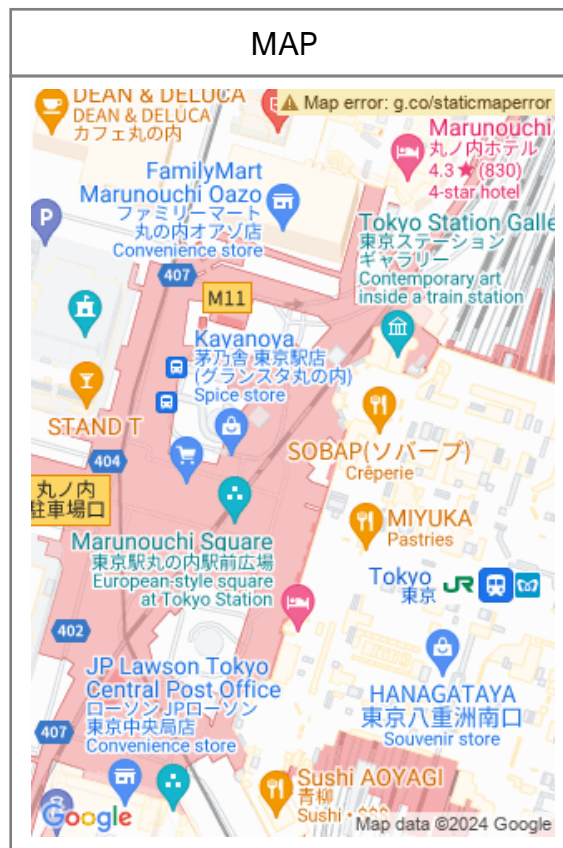 MAP
DEAN & DELUCA
DEAN & DELUCA
カフェ丸の内
Map error: g.co/staticmaperror
Marunouchi
丸ノ内ホテル
4.3★(830)
4-star hotel
FamilyMart
Marunouchi Oazo
ファミリーマート
丸の内オアゾ店
Convenience store
P
Tokyo Station Galle
東京ステーション
ギャラリー
Contemporary art
inside a train station
407
M11
Kayanoya
茅乃舎 東京駅店
(グランスタ丸の内)
Spice store
STAND T
SOBAP(ソバープ)
Crêperie
404
丸ノ内
駐車場口
MIYUKA
Pastries
Marunouchi Square
東京駅丸の内駅前広場
European-style square
at Tokyo Station
Tokyo
東京
JR
402
JP Lawson Tokyo
Central Post Office
ローソン JPローソン
東京中央局店
Convenience store
HANAGATAYA
東京八重洲南口
Souvenir store
407
Sushi AOYAGI
青柳
Sushi・
Google
Map data ©2024 Google